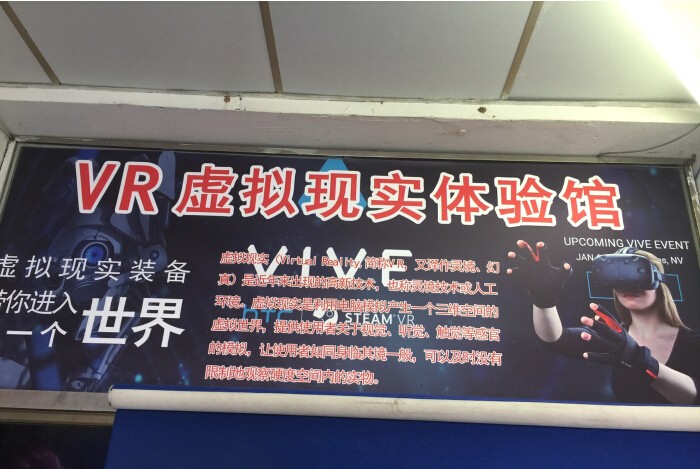 VR虚拟现实体验馆
虚拟现实装备
带你进入
一个 世界
VIVE
虚拟现实(Virtual Reality,简称VR,又译作灵境、幻
真)是近年来出现的高新技术,也称灵境技术或人工
环境。虚拟现实是利用电脑模拟产生一个三维空间的
虚拟世界,提供使用者关于视觉、听觉、触觉等感官
的模拟,让使用者如同身临其境一般,可以及时没有
限制地观察硬度空间内的实物。
HTC STEAM VR
UPCOMING VIVE EVENT
JAN NV